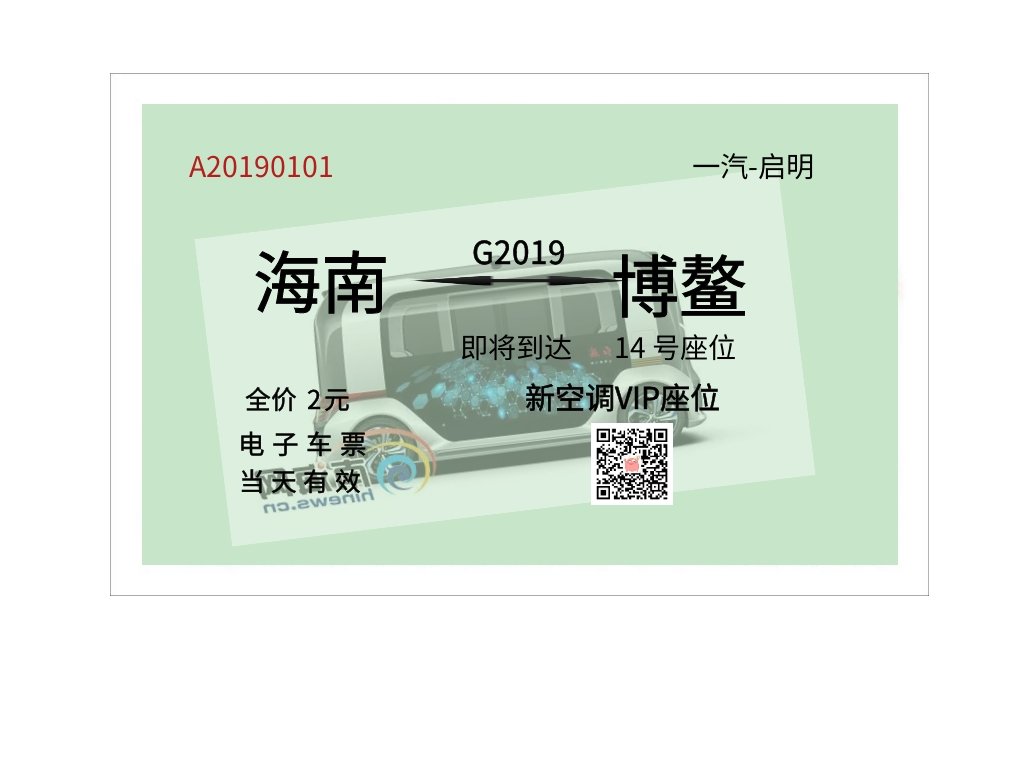 A20190101
一汽-启明
海南
G2019
博鳌
即将到达
14 号座位
全价 2元
新空调VIP座位
电子车票
当天有效
hinews.cn